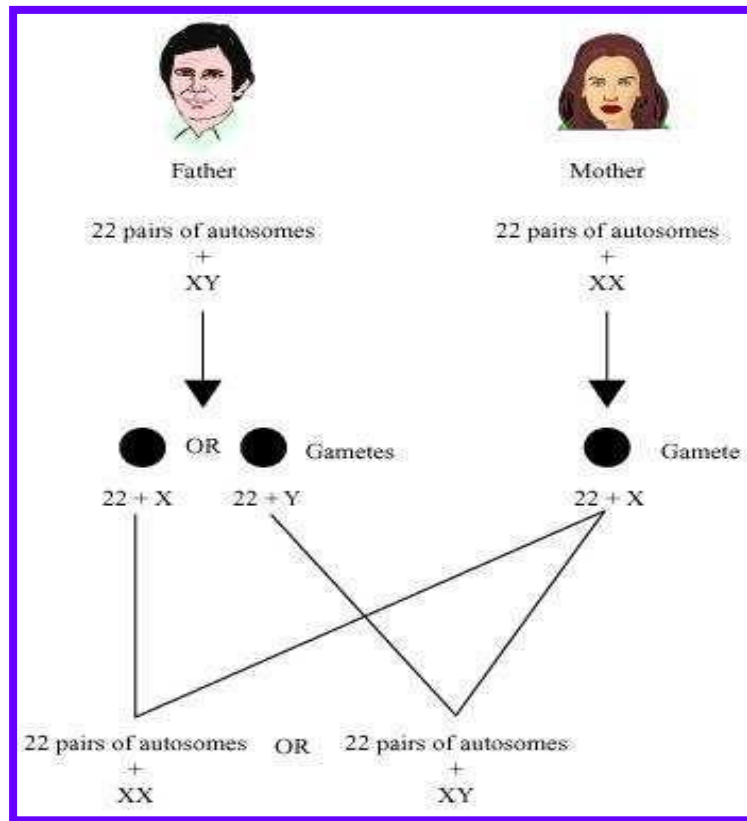 Father
Mother
22 pairs of autosomes
+
XY
22 pairs of autosomes
+
XX
OR
Gametes
Gamete
22 + X
22 + Y
22 + X
22 pairs of autosomes
+
XX
OR
22 pairs of autosomes
+
XY